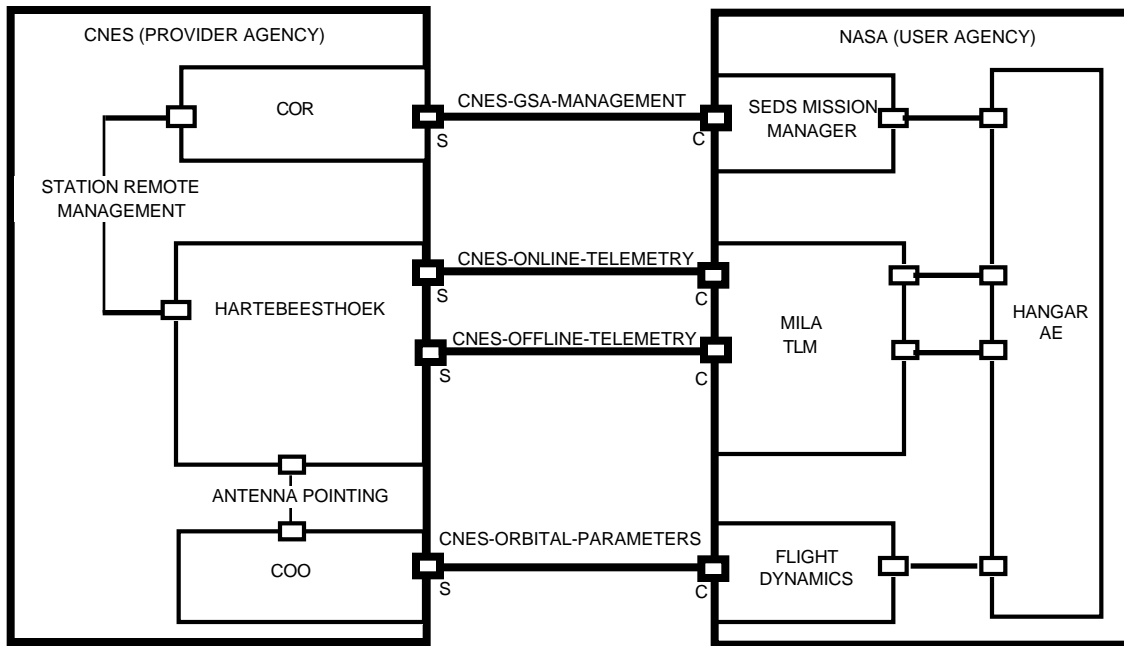 CNES (PROVIDER AGENCY)
NASA (USER AGENCY)
COR
CNES-GSA-MANAGEMENT
S
C
SEDS MISSION
MANAGER
STATION REMOTE
MANAGEMENT
HARTEBEESTHOEK
CNES-ONLINE-TELEMETRY
S
C
CNES-OFFLINE-TELEMETRY
S
C
MILA
TLM
HANGAR
AE
ANTENNA POINTING
COO
CNES-ORBITAL-PARAMETERS
S
C
FLIGHT
DYNAMICS